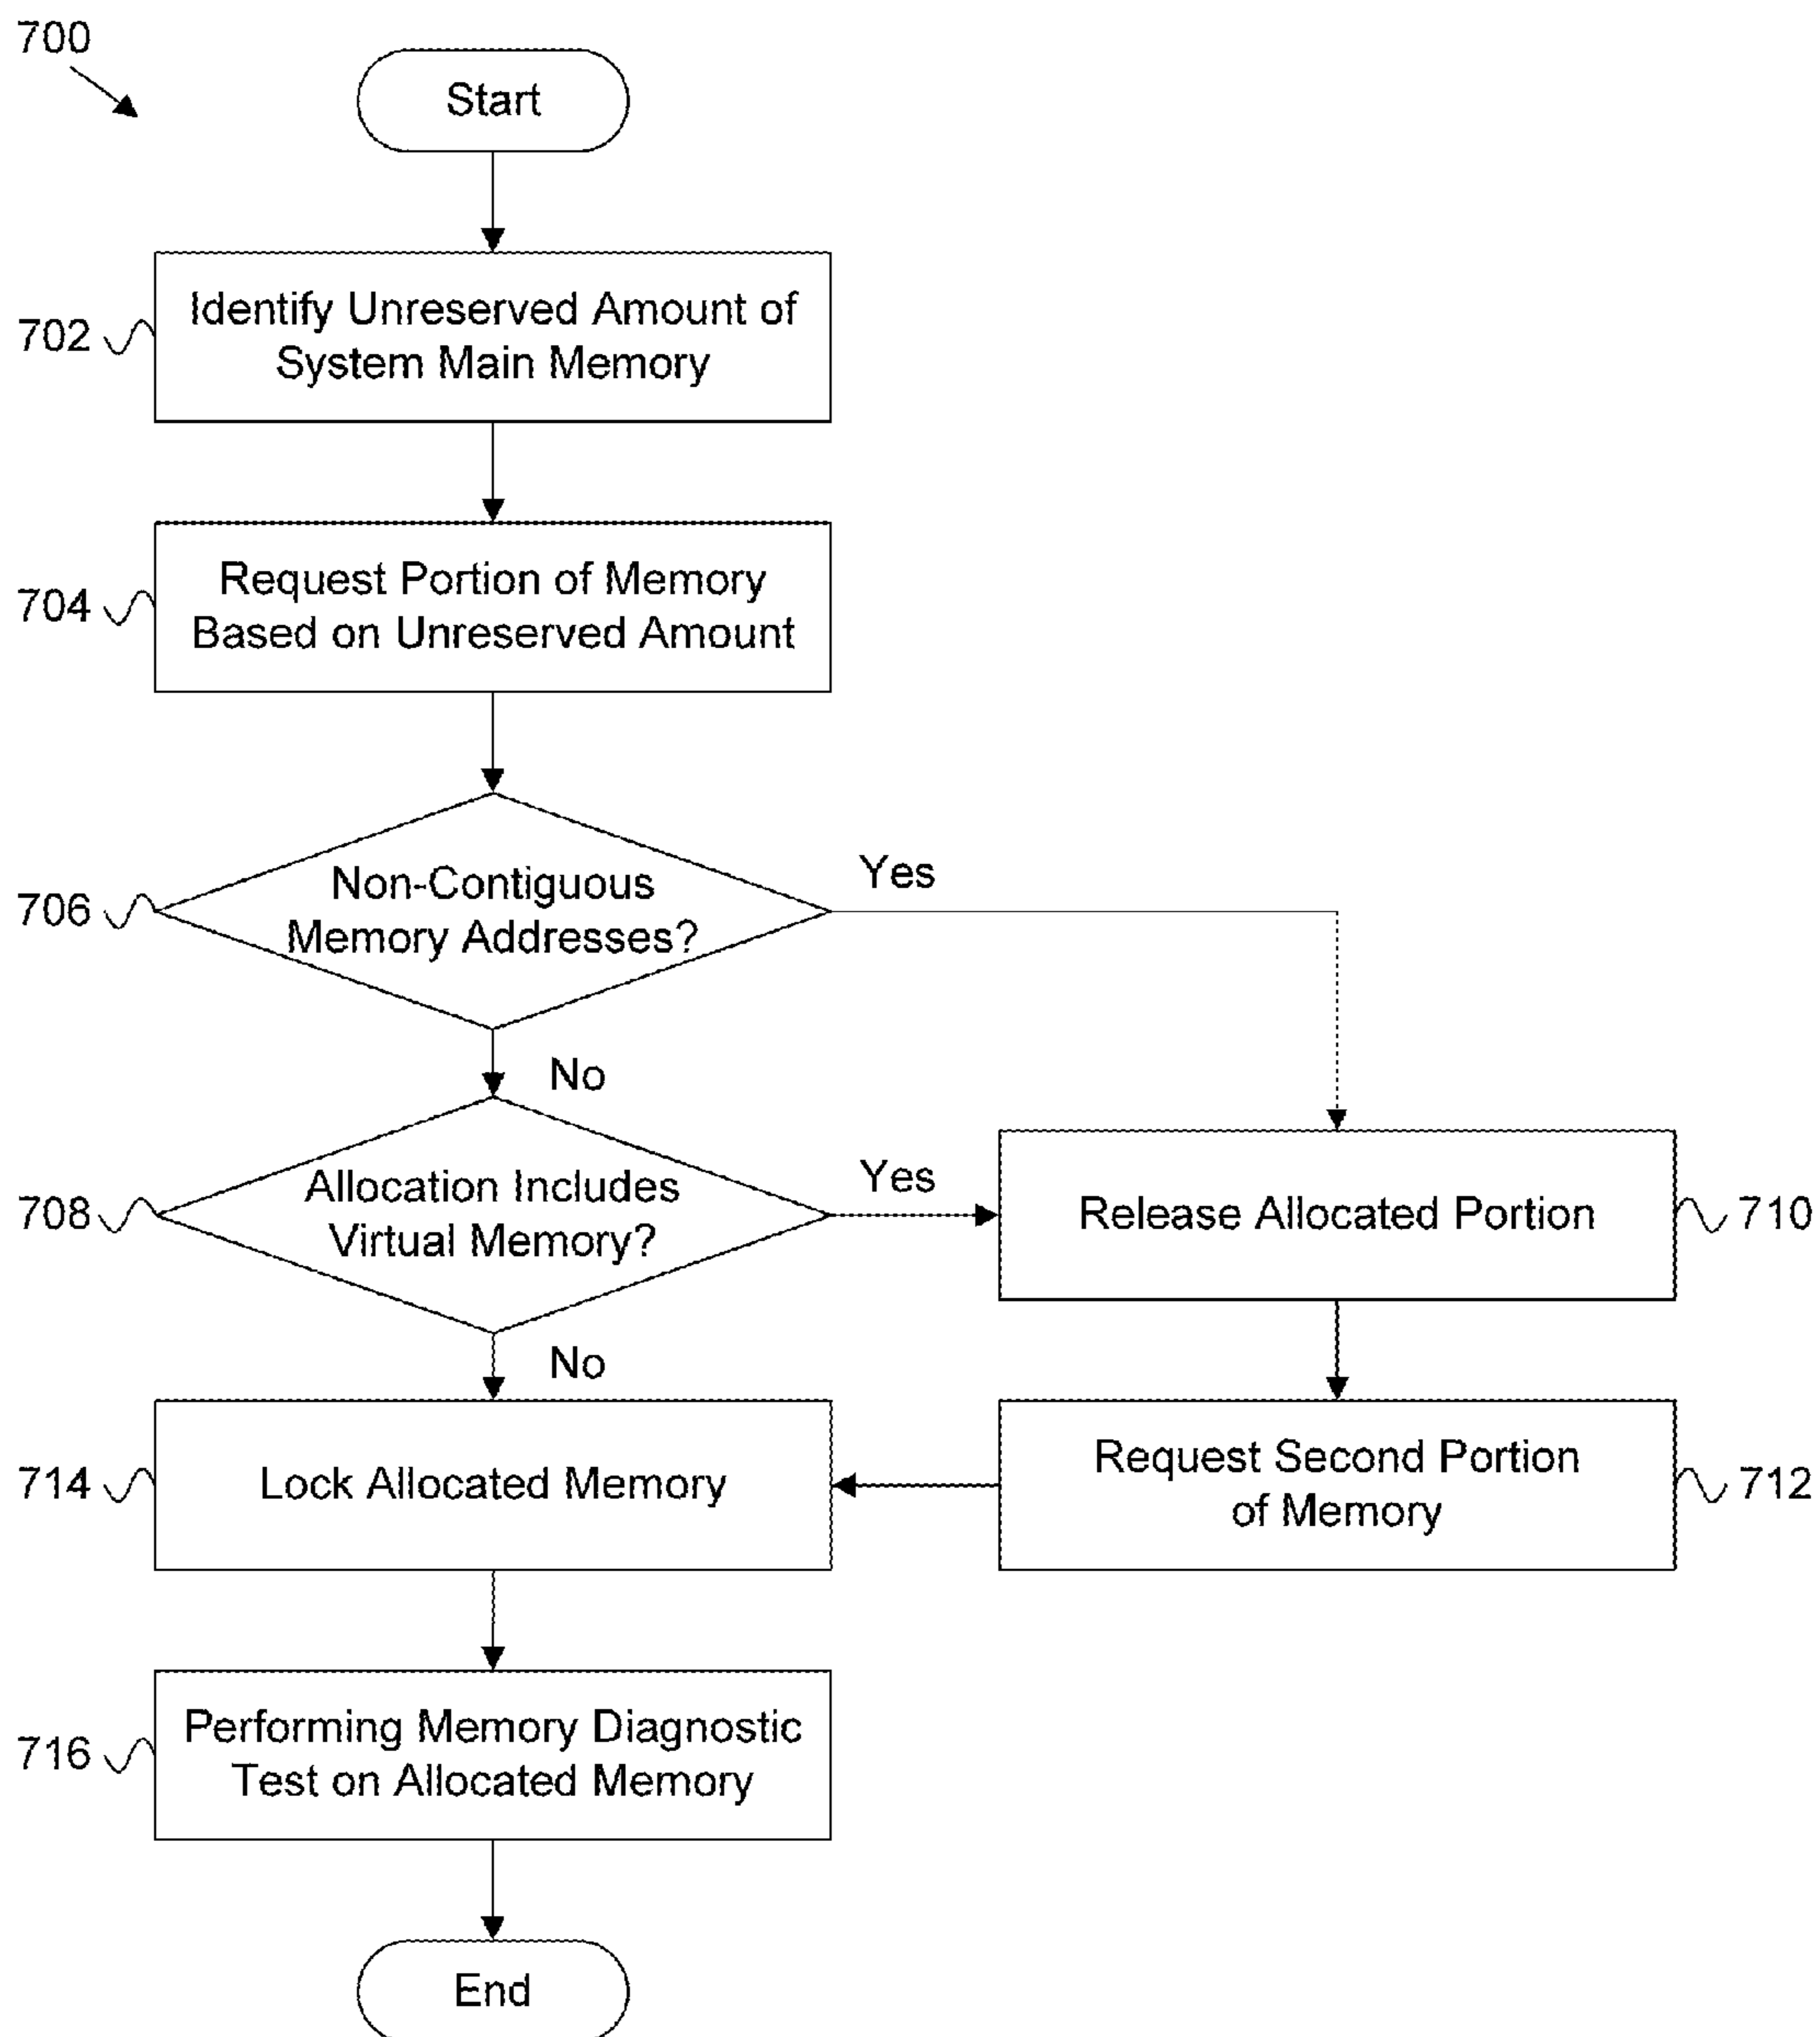 700
Start
702
Identify Unreserved Amount of
System Main Memory
704
Request Portion of Memory
Based on Unreserved Amount
706
Non-Contiguous
Memory Addresses?
Yes
No
708
Allocation Includes
Virtual Memory?
Yes
Release Allocated Portion
710
No
714
Lock Allocated Memory
Request Second Portion
of Memory
712
716
Performing Memory Diagnostic
Test on Allocated Memory
End